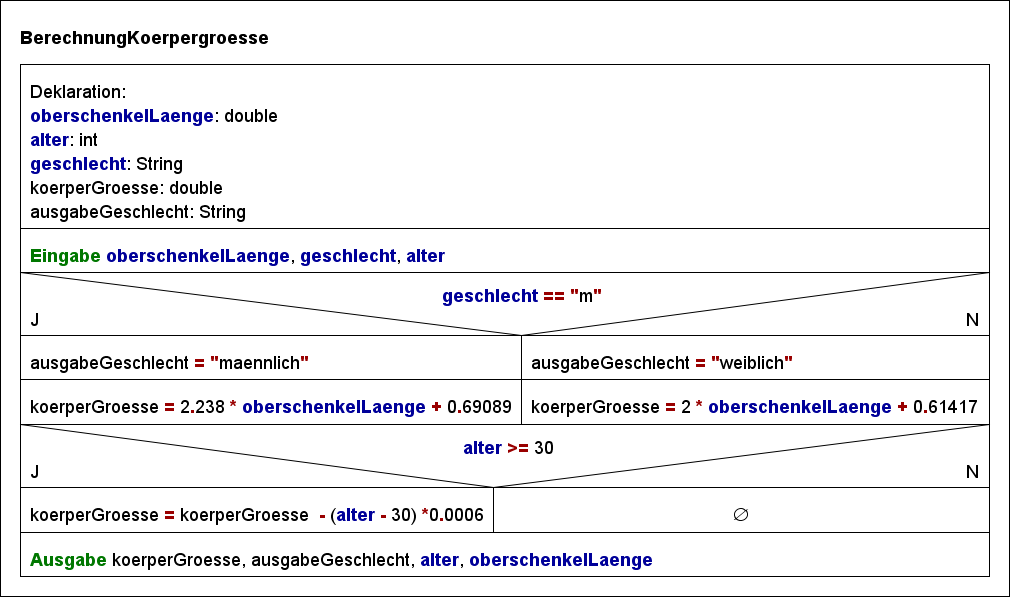 BerechnungKoerpergroesse
Deklaration:
oberschenkelLaenge: double
alter: int
geschlecht: String
koerperGroesse: double
ausgabeGeschlecht: String
Eingabe oberschenkelLaenge, geschlecht, alter
geschlecht == "m"
J
N
ausgabeGeschlecht = "maennlich"
ausgabeGeschlecht = "weiblich"
koerperGroesse = 2.238 * oberschenkelLaenge + 0.69089
koerperGroesse = 2 * oberschenkelLaenge + 0.61417
alter >= 30
J
N
koerperGroesse = koerperGroesse - (alter - 30) *0.0006
∅
Ausgabe koerperGroesse, ausgabeGeschlecht, alter, oberschenkelLaenge